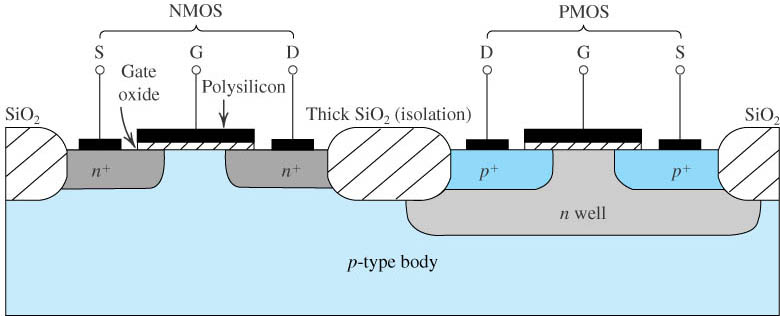 NMOS PMOS
S G D D G S
Gate
oxide
Polysilicon
SiO₂ Thick SiO₂ (isolation) SiO₂
n⁺ n⁺ p⁺ p⁺
n well
p-type body